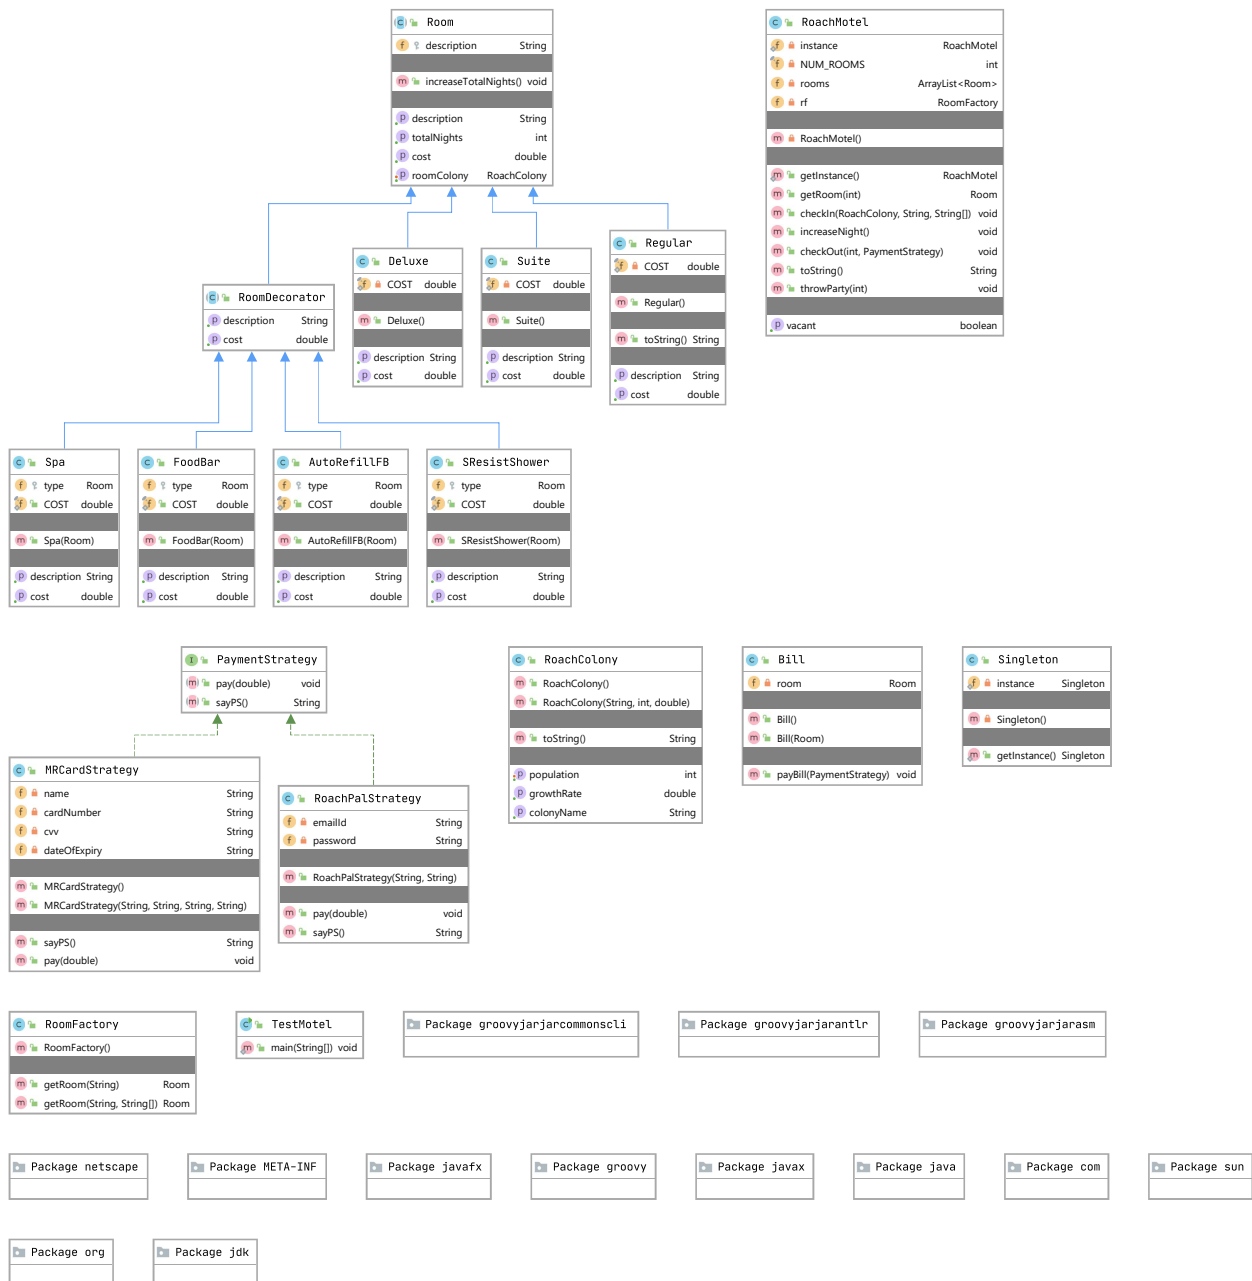 Room
description String
increaseTotalNights() void
description String
totalNights int
cost double
roomColony RoachColony
RoachMotel
instance RoachMotel
NUM_ROOMS int
rooms ArrayList<Room>
rf RoomFactory
RoachMotel()
getInstance() RoachMotel
getRoom(int) Room
checkIn(RoachColony, String, String[]) void
increaseNight() void
checkOut(int, PaymentStrategy) void
toString() String
throwParty(int) void
vacant boolean
RoomDecorator
description String
cost double
Deluxe
COST double
Deluxe()
description String
cost double
Suite
COST double
Suite()
description String
cost double
Regular
COST double
Regular()
toString() String
description String
cost double
Spa
type Room
COST double
Spa(Room)
description String
cost double
FoodBar
type Room
COST double
FoodBar(Room)
description String
cost double
AutoRefillFB
type Room
COST double
AutoRefillFB(Room)
description String
cost double
SResistShower
type Room
COST double
SResistShower(Room)
description String
cost double
PaymentStrategy
pay(double) void
sayPS() String
MRCardStrategy
name String
cardNumber String
cvv String
dateOfExpiry String
MRCardStrategy()
MRCardStrategy(String, String, String, String)
sayPS() String
pay(double) void
RoachPalStrategy
emailId String
password String
RoachPalStrategy(String, String)
pay(double) void
sayPS() String
RoachColony
RoachColony()
RoachColony(String, int, double)
toString() String
population int
growthRate double
colonyName String
Bill
room Room
Bill()
Bill(Room)
payBill(PaymentStrategy) void
Singleton
instance Singleton
Singleton()
getInstance() Singleton
RoomFactory
RoomFactory()
getRoom(String) Room
getRoom(String, String[]) Room
TestMotel
main(String[]) void
Package groovyjarjarcommonscli
Package groovyjarjarantlr
Package groovyjarjarasm
Package netscape
Package META-INF
Package javafx
Package groovy
Package javax
Package java
Package com
Package sun
Package org
Package jdk